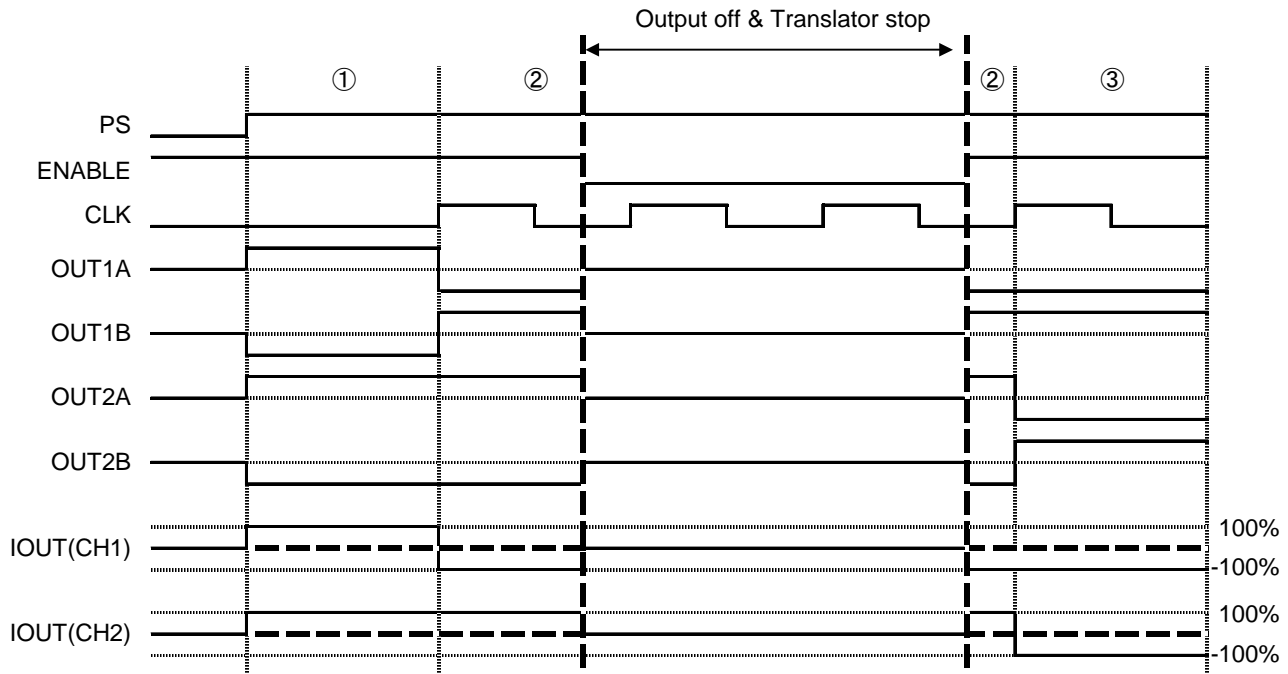 Output off & Translator stop
① ② ② ③
PS
ENABLE
CLK
OUT1A
OUT1B
OUT2A
OUT2B
100%
IOUT(CH1)
-100%
100%
IOUT(CH2)
-100%